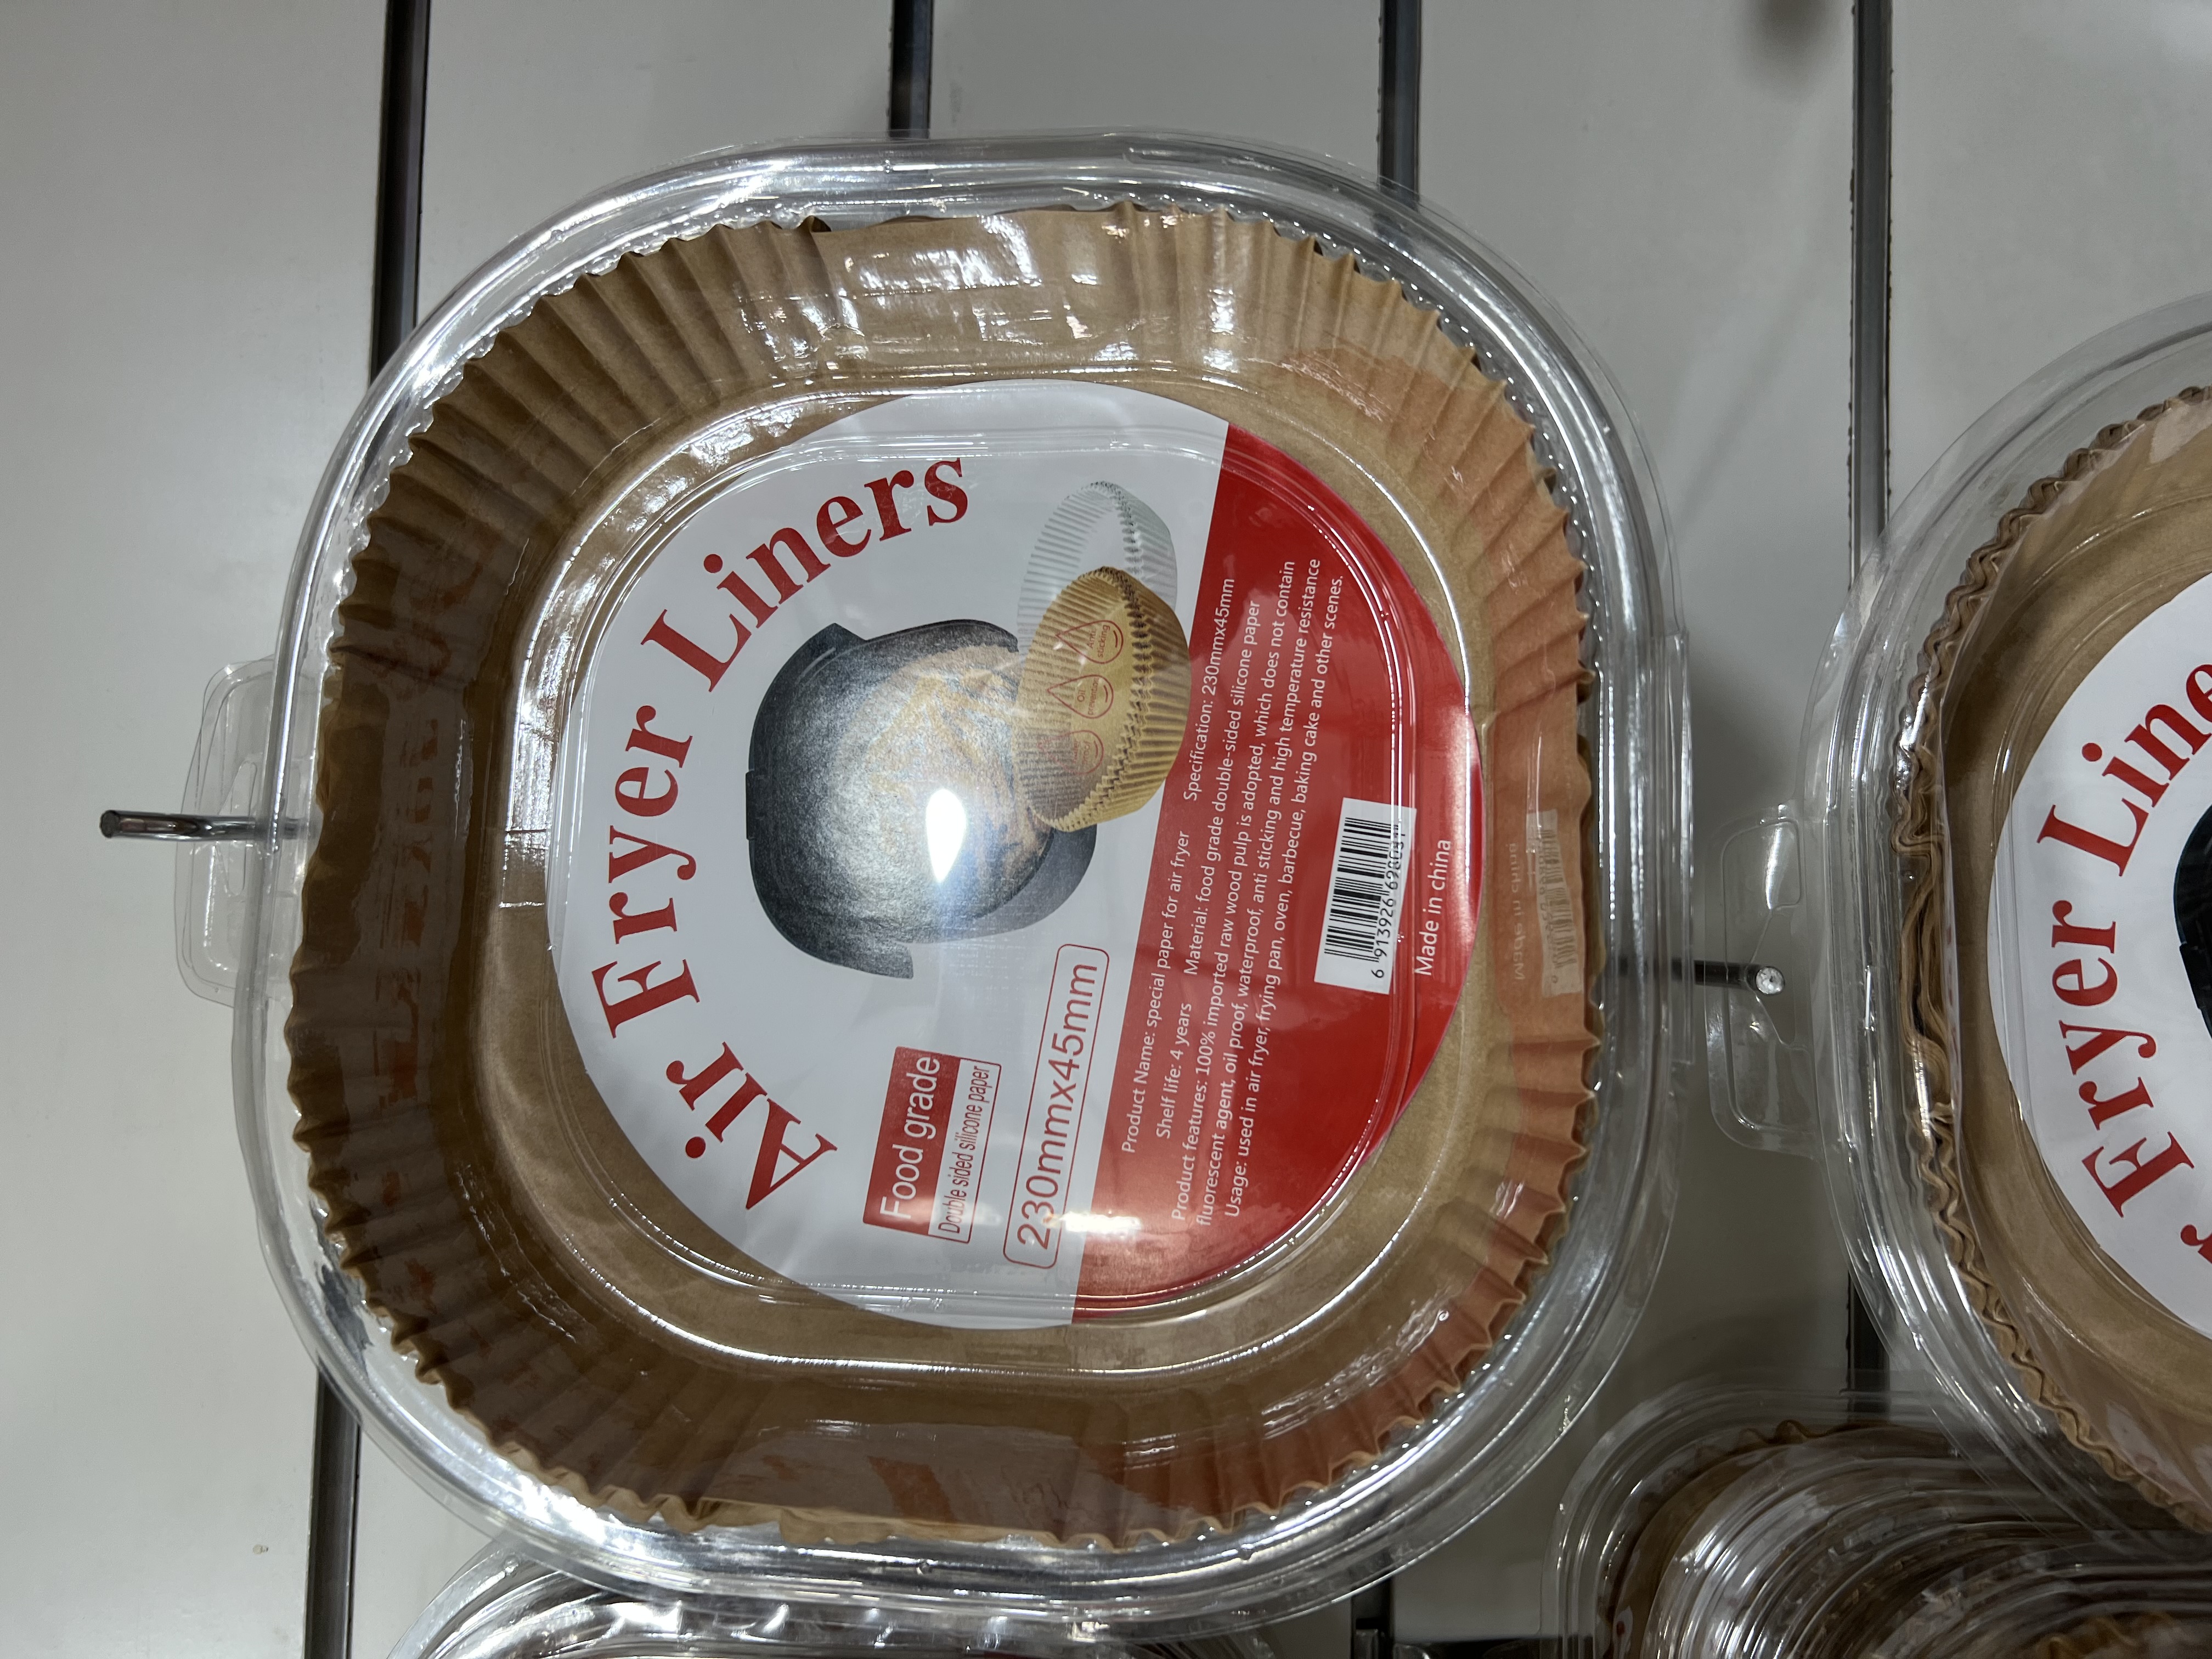 Air Fryer Liners
Food grade
Double sided silicone paper
230mmx45mm
Oil
sticking
Product Name: special paper for air fryer Specification: 230mmx45mm
Shelf life: 4 years Material: food grade double-sided silicone paper
Product features: 100% imported raw wood pulp is adopted, which does not contain
fluorescent agent, oil proof, waterproof, anti sticking and high temperature resistance
Usage: used in air fryer, frying pan, oven, barbecue, baking cake and other scenes.
Made in china
Fryer